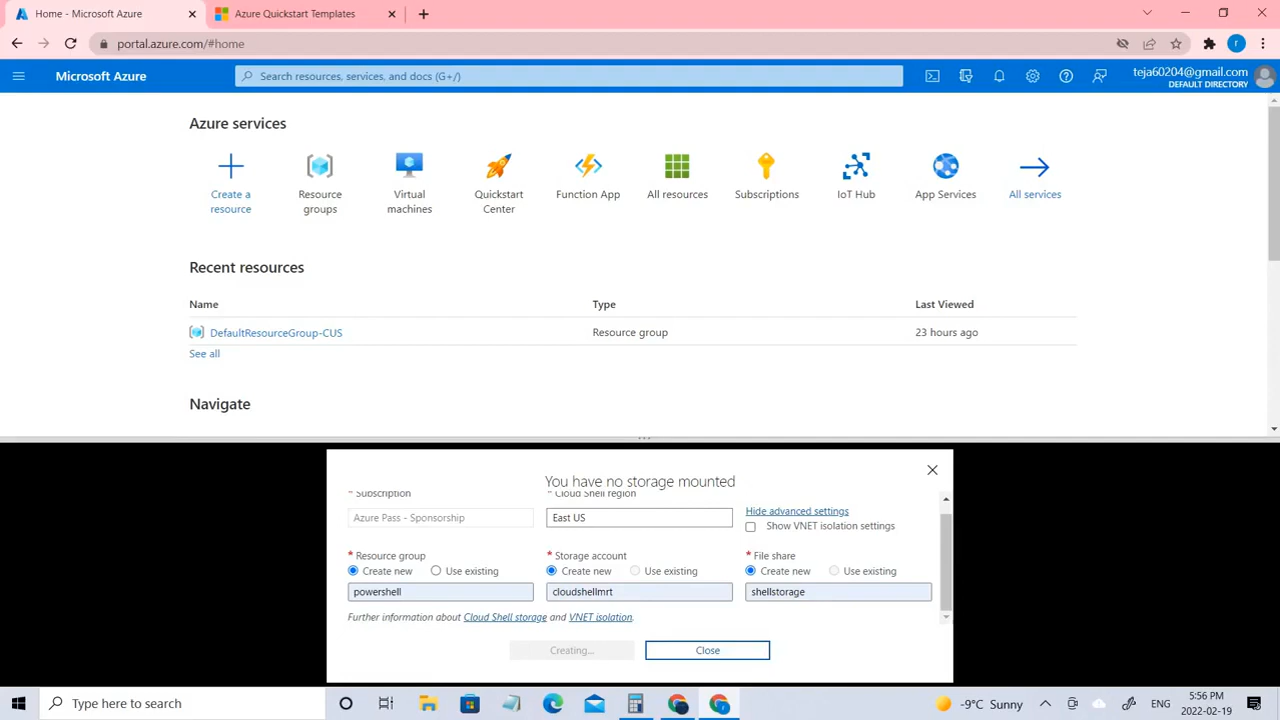 Home - Microsoft Azure
Azure Quickstart Templates
portal.azure.com/#home
Microsoft Azure
Search resources, services, and docs (G+/)
teja60204@gmail.com
DEFAULT DIRECTORY
Azure services
Create a resource
Resource groups
Virtual machines
Quickstart Center
Function App
All resources
Subscriptions
IoT Hub
App Services
All services
Recent resources
Name Type Last Viewed
DefaultResourceGroup-CUS Resource group 23 hours ago
See all
Navigate
You have no storage mounted
* Subscription
* Cloud Shell region
Azure Pass - Sponsorship
East US
Hide advanced settings
Show VNET isolation settings
* Resource group
* Storage account
* File share
Create new Use existing
Create new Use existing
Create new Use existing
powershell
cloudshellmrt
shellstorage
Further information about Cloud Shell storage and VNET isolation.
Creating...
Close
Type here to search
-9°C Sunny
ENG
5:56 PM
2022-02-19